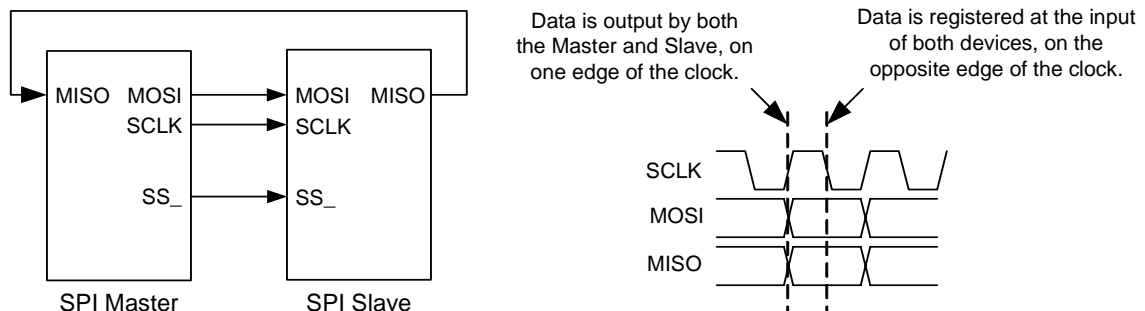 Data is output by both
the Master and Slave, on
one edge of the clock.
Data is registered at the input
of both devices, on the
opposite edge of the clock.
MISO MOSI
SCLK
SS_
MOSI MISO
SCLK
SS_
SPI Master
SPI Slave
SCLK
MOSI
MISO